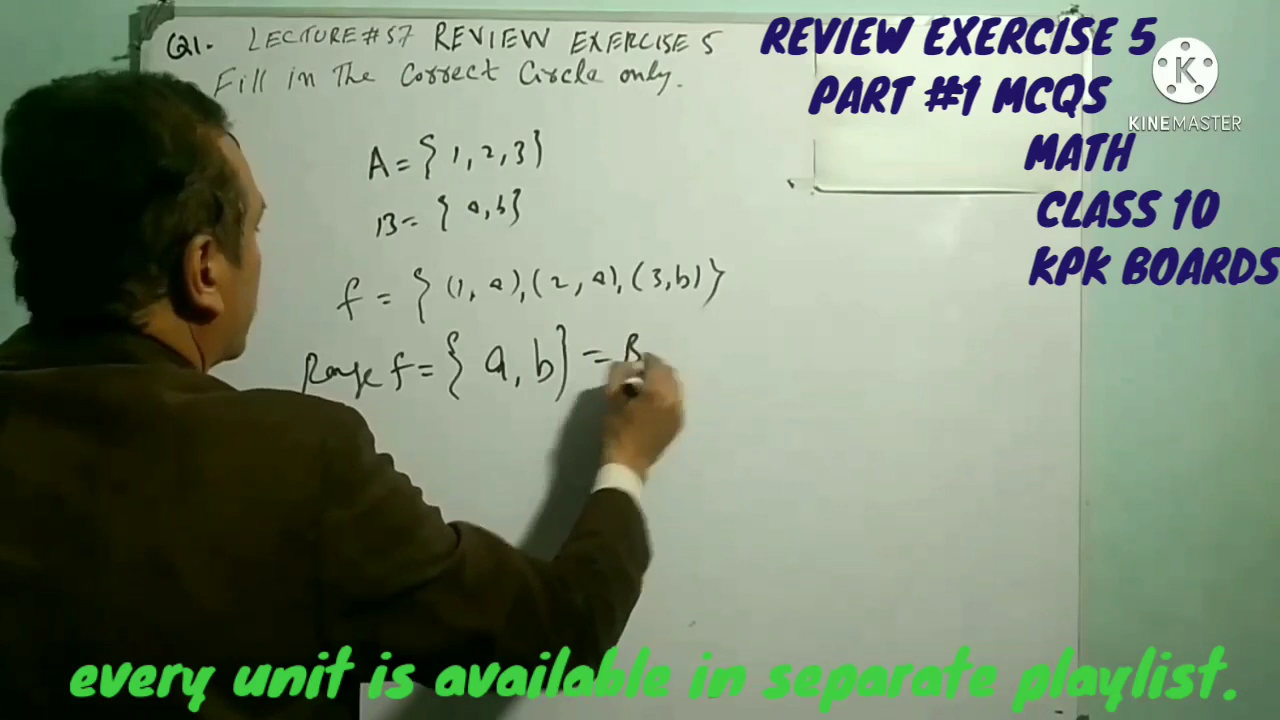 Q1. LECTURE #57 REVIEW EXERCISE 5
Fill in The Correct Circle only.
A = { 1, 2, 3 }
B = { a, b }
f = { (1, a), (2, a), (3, b) }
Range f = { a, b } = B
REVIEW EXERCISE 5
PART #1 MCQS
MATH
CLASS 10
KPK BOARDS
KINEMASTER
every unit is available in separate playlist.